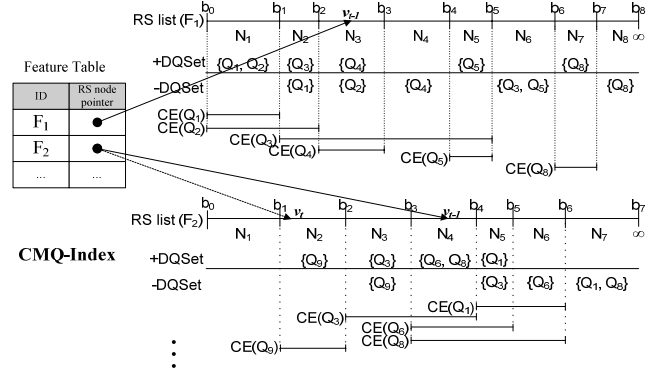 b₀ b₁ b₂ vₜ₋₁ b₃ b₄ b₅ b₆ b₇ b₈
RS list (F₁)
N₁ N₂ N₃ N₄ N₅ N₆ N₇ N₈ ∞
+DQSet {Q₁, Q₂} {Q₃} {Q₄} {Q₅} {Q₈}
-DQSet {Q₁} {Q₂} {Q₄} {Q₃, Q₅} {Q₈}
CE(Q₁)
CE(Q₂)
CE(Q₃)
CE(Q₄)
CE(Q₅)
CE(Q₈)
Feature Table
ID RS node pointer
F₁
F₂
... ...
b₀ b₁ vₜ b₂ b₃ vₜ₋₁ b₄ b₅ b₆ b₇
RS list (F₂)
N₁ N₂ N₃ N₄ N₅ N₆ N₇ ∞
CMQ-Index
+DQSet {Q₉} {Q₃} {Q₆, Q₈} {Q₁}
-DQSet {Q₉} {Q₃} {Q₆} {Q₁, Q₈}
CE(Q₁)
CE(Q₃)
CE(Q₆)
CE(Q₈)
CE(Q₉)